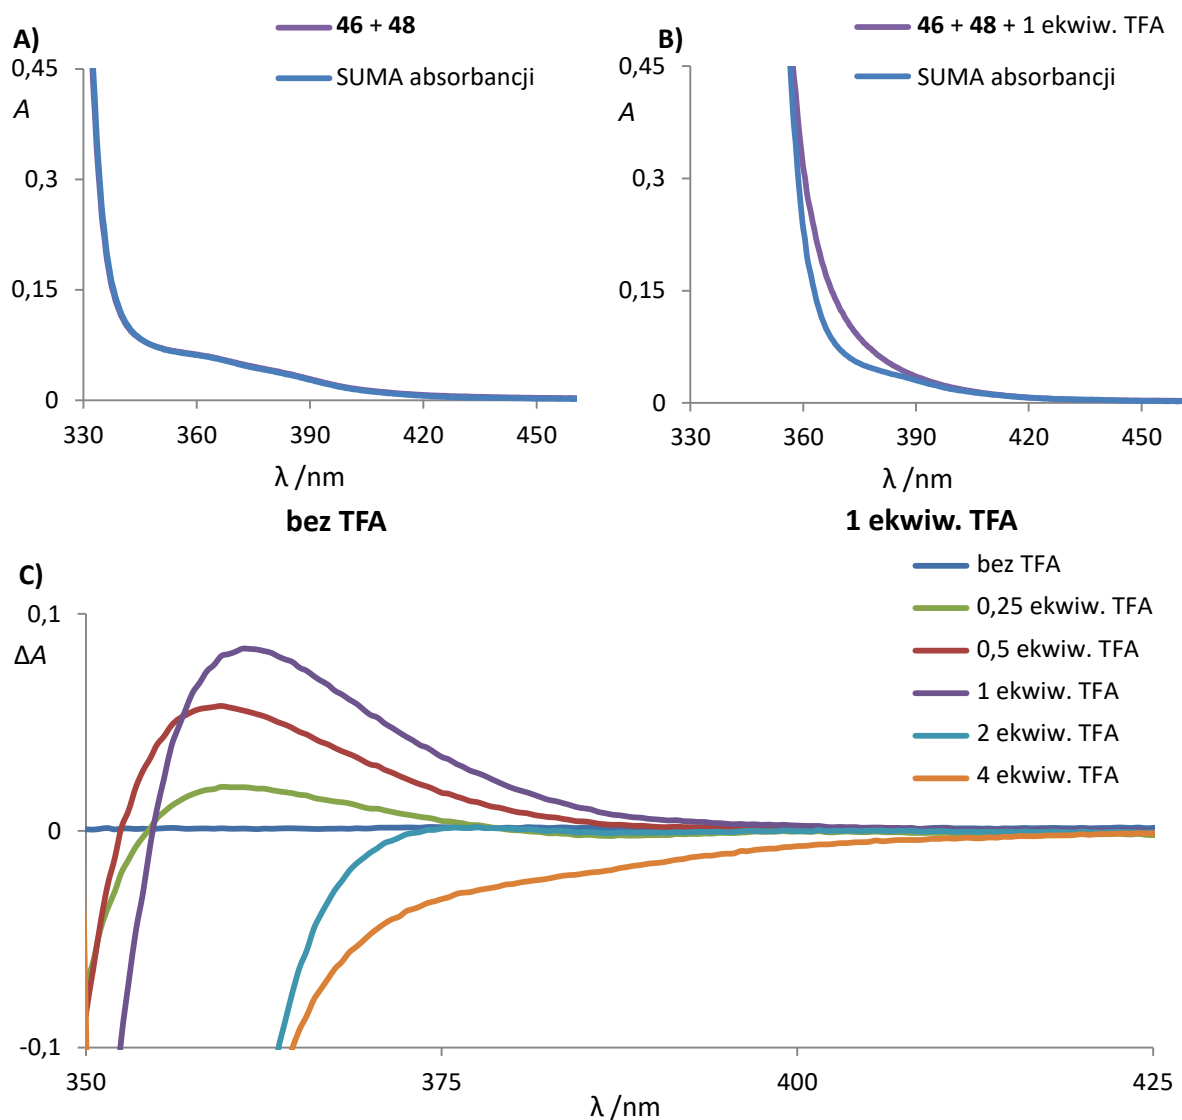 A)
46 + 48
SUMA absorbancji
0,45
A
0,3
0,15
0
330 360 390 420 450
λ /nm
bez TFA
B)
46 + 48 + 1 ekwiw. TFA
SUMA absorbancji
0,45
A
0,3
0,15
0
330 360 390 420 450
λ /nm
1 ekwiw. TFA
C)
bez TFA
0,25 ekwiw. TFA
0,5 ekwiw. TFA
1 ekwiw. TFA
2 ekwiw. TFA
4 ekwiw. TFA
0,1
ΔA
0
-0,1
350 375 400 425
λ /nm